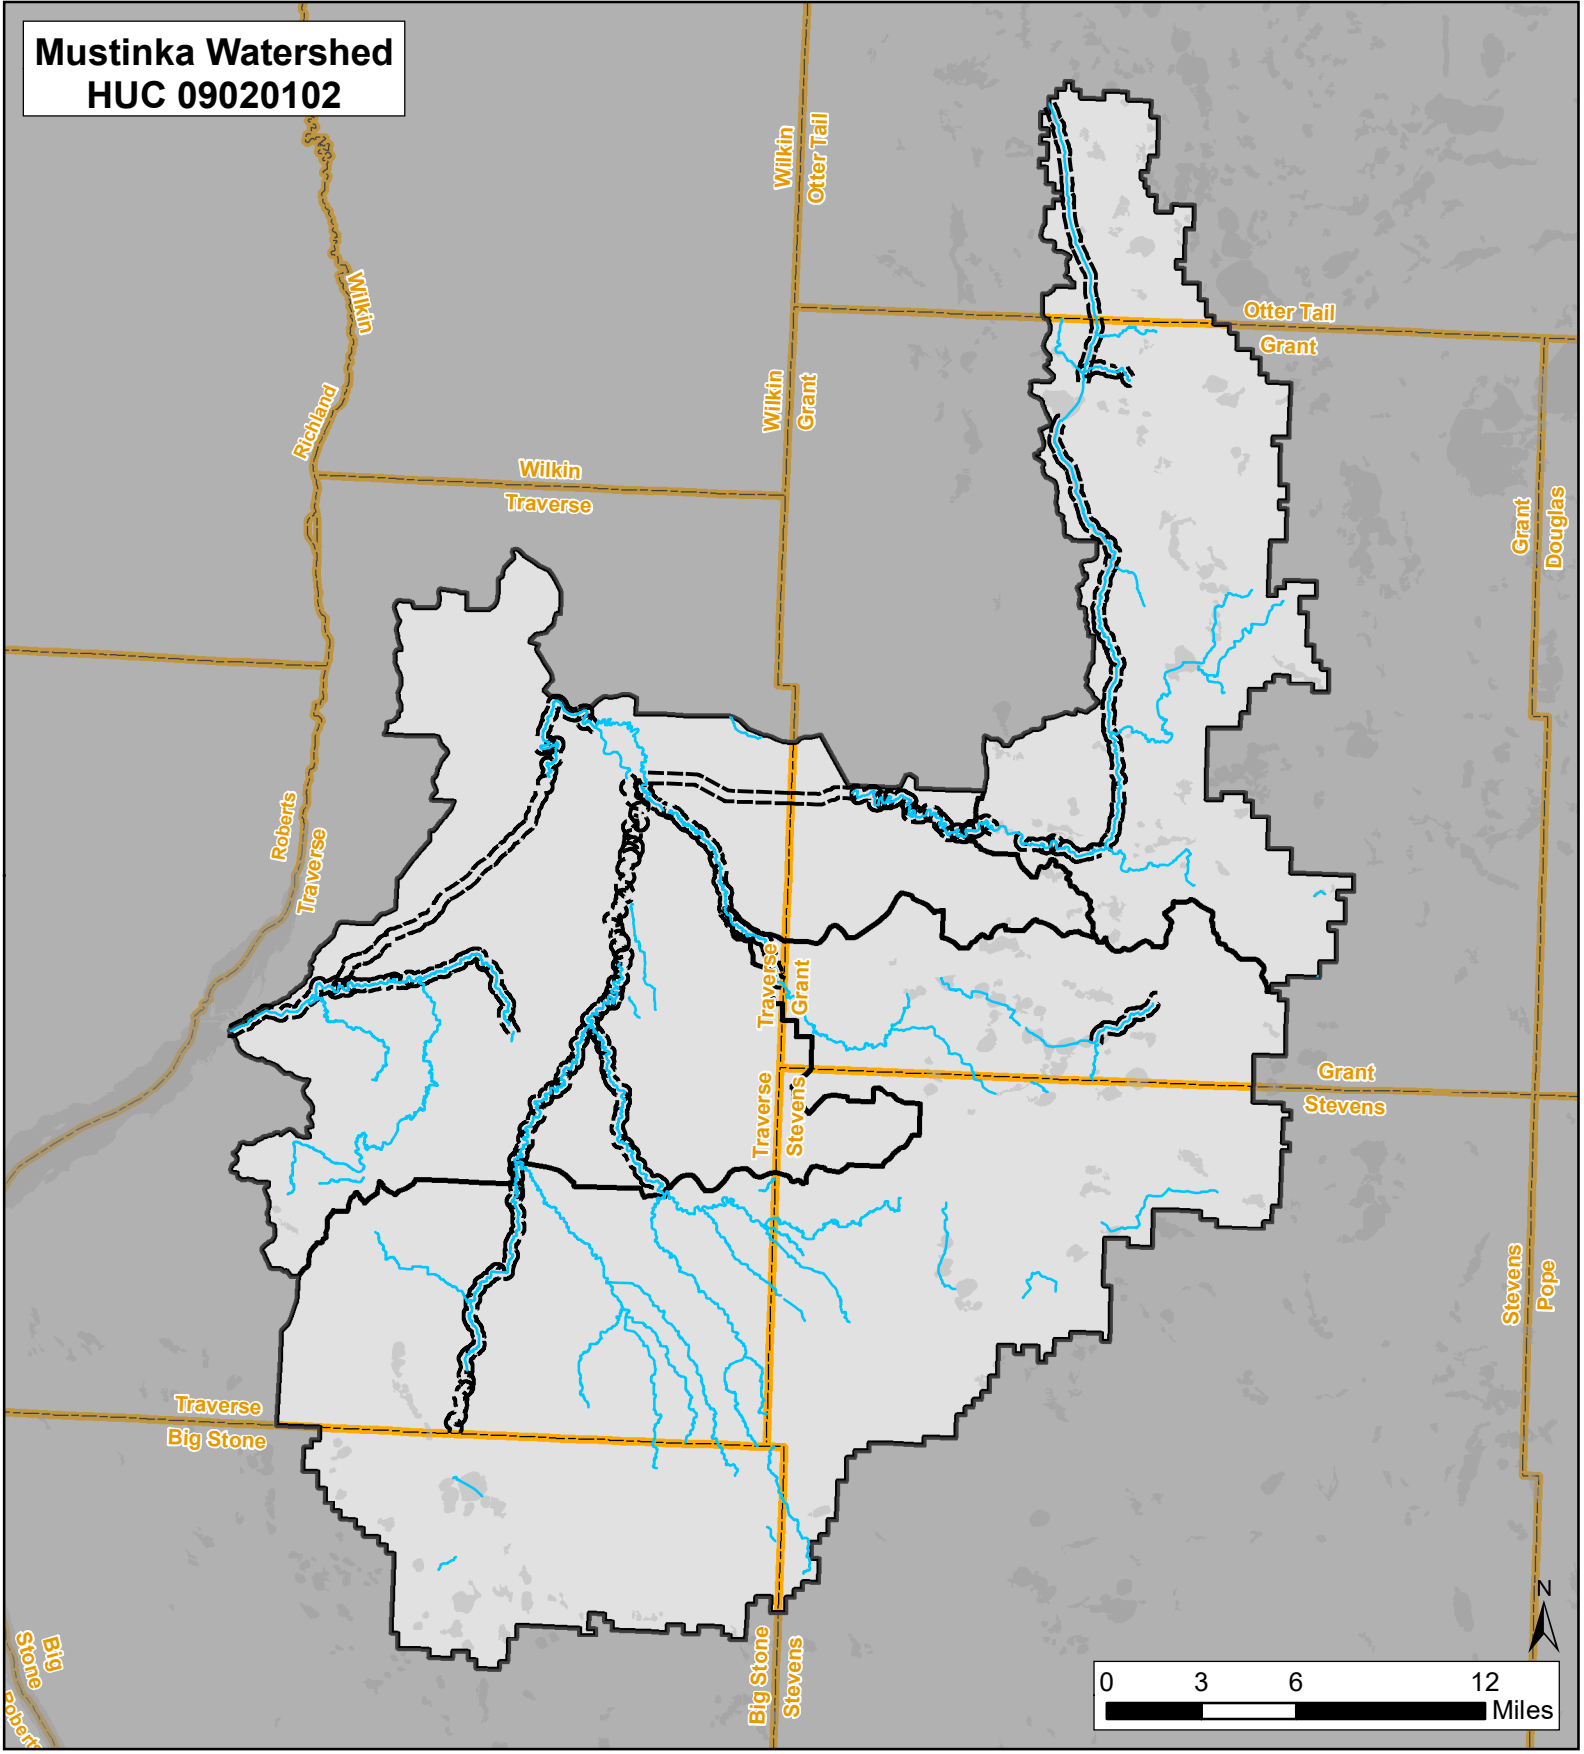 Mustinka Watershed
HUC 09020102
Wilkin
Otter Tail
Wilkin
Otter Tail
Grant
Richland
Wilkin
Grant
Wilkin
Traverse
Grant
Douglas
Roberts
Traverse
Traverse
Grant
Grant
Stevens
Traverse
Stevens
Stevens
Pope
Traverse
Big Stone
Big
Stone
Roberts
Big Stone
Stevens
N
0 3 6 12
Miles